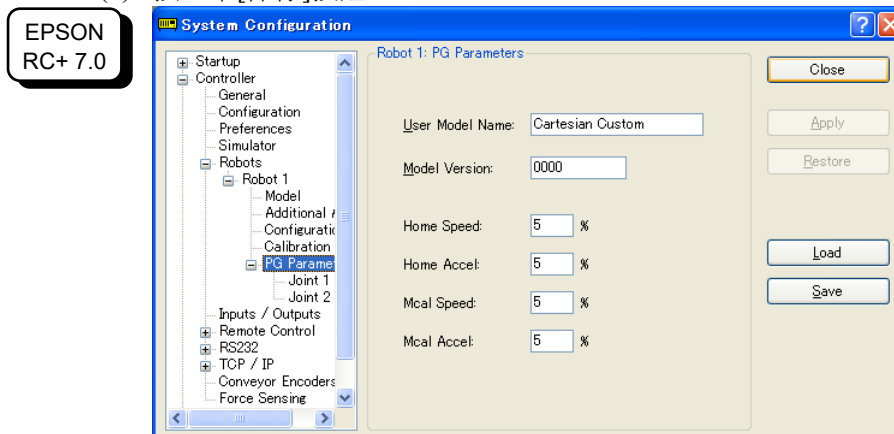 EPSON
RC+ 7.0
System Configuration
Startup
Controller
General
Configuration
Preferences
Simulator
Robots
Robot 1
Model
Additional
Configuratic
Calibration
PG Paramet
Joint 1
Joint 2
Inputs / Outputs
Remote Control
RS232
TCP / IP
Conveyor Encoders
Force Sensing
Robot 1: PG Parameters
User Model Name: Cartesian Custom
Model Version: 0000
Home Speed: 5 %
Home Accel: 5 %
Mcal Speed: 5 %
Mcal Accel: 5 %
Close
Apply
Restore
Load
Save